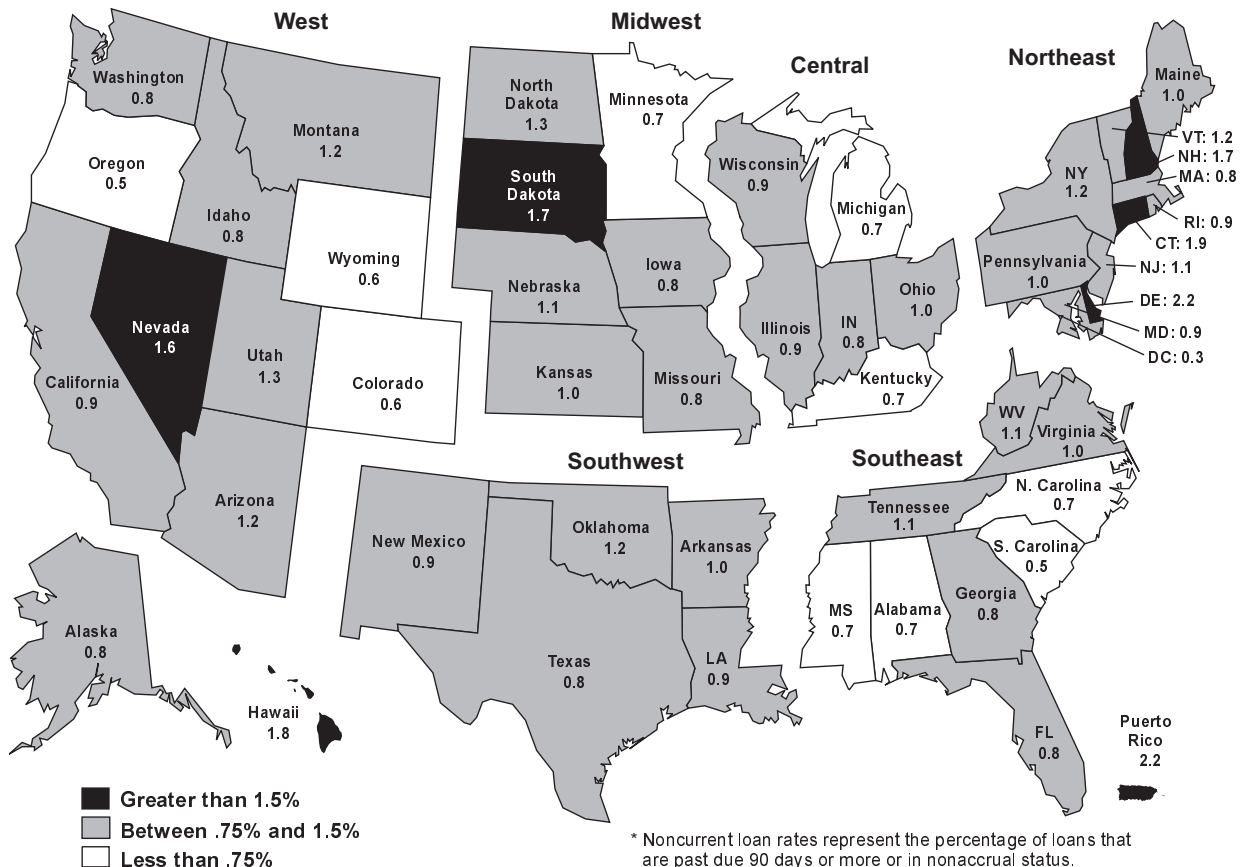 West
Midwest
Central
Northeast
Washington
0.8
Montana
1.2
Oregon
0.5
Idaho
0.8
Wyoming
0.6
Nevada
1.6
Utah
1.3
Colorado
0.6
California
0.9
Arizona
1.2
Alaska
0.8
Hawaii
1.8
North
Dakota
1.3
Minnesota
0.7
South
Dakota
1.7
Iowa
0.8
Nebraska
1.1
Kansas
1.0
Missouri
0.8
Wisconsin
0.9
Michigan
0.7
Illinois
0.9
IN
0.8
Ohio
1.0
Kentucky
0.7
Maine
1.0
VT: 1.2
NH: 1.7
MA: 0.8
NY
1.2
RI: 0.9
CT: 1.9
Pennsylvania
1.0
NJ: 1.1
DE: 2.2
MD: 0.9
DC: 0.3
Southwest
Southeast
New Mexico
0.9
Oklahoma
1.2
Arkansas
1.0
Texas
0.8
LA
0.9
WV
1.1
Virginia
1.0
Tennessee
1.1
N. Carolina
0.7
S. Carolina
0.5
MS
0.7
Alabama
0.7
Georgia
0.8
FL
0.8
Puerto
Rico
2.2
Greater than 1.5%
Between .75% and 1.5%
Less than .75%
* Noncurrent loan rates represent the percentage of loans that
are past due 90 days or more or in nonaccrual status.